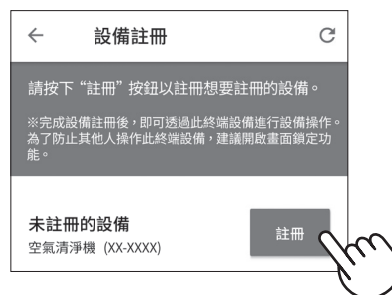 設備註冊
請按下“註冊”按鈕以註冊想要註冊的設備。
※完成設備註冊後，即可透過此終端設備進行設備操作。
為了防止其他人操作此終端設備，建議開啟畫面鎖定功
能。
未註冊的設備
空氣清淨機 (XX-XXXX)
註冊